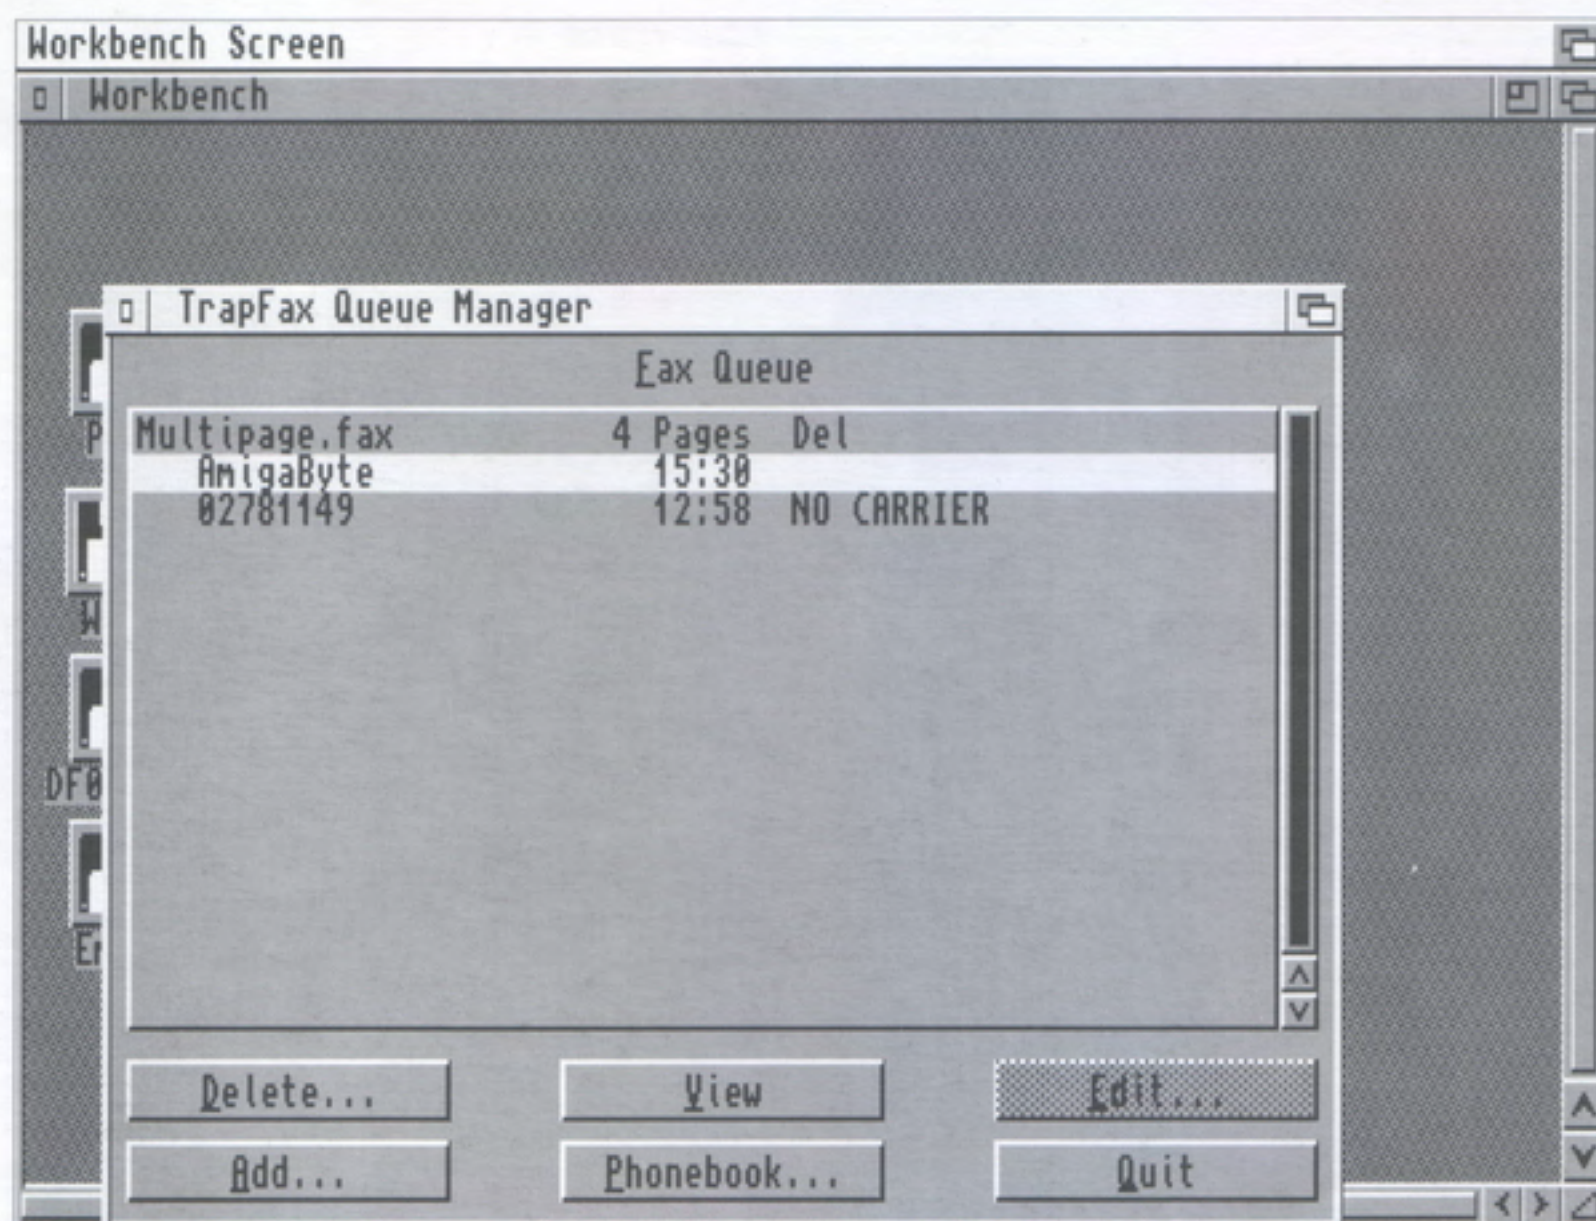 Workbench Screen
Workbench
TrapFax Queue Manager
Fax Queue
Multipage.fax 4 Pages Del
AmigaByte 15:30
02781149 12:58 NO CARRIER
DF0
Delete... View Edit...
Add... Phonebook... Quit